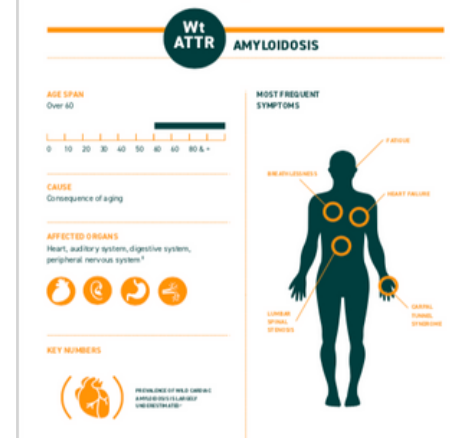 Wt
ATTR
AMYLOIDOSIS
AGE SPAN
Over 60
0 10 20 30 40 50 60 60 80 & +
CAUSE
Consequence of aging
AFFECTED ORGANS
Heart, auditory system, digestive system,
peripheral nervous system
KEY NUMBERS
PREVALENCE OF WILD CARDIAC
AMYLOIDOSIS IS LARGELY
UNDERESTIMATED
MOST FREQUENT
SYMPTOMS
FATIGUE
BREATHLESSNESS
HEART FAILURE
LUMBAR
SPINAL
STENOSIS
CARPAL
TUNNEL
SYNDROME